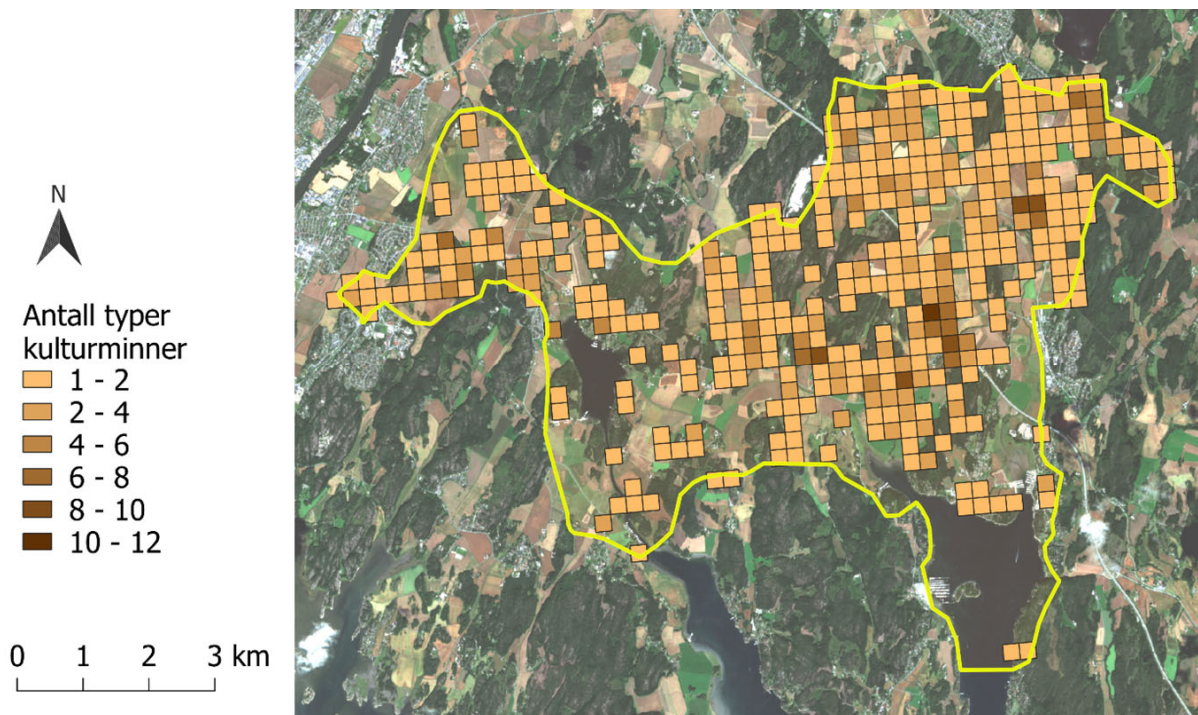 N
Antall typer
kulturminner
1 - 2
2 - 4
4 - 6
6 - 8
8 - 10
10 - 12
0 1 2 3 km